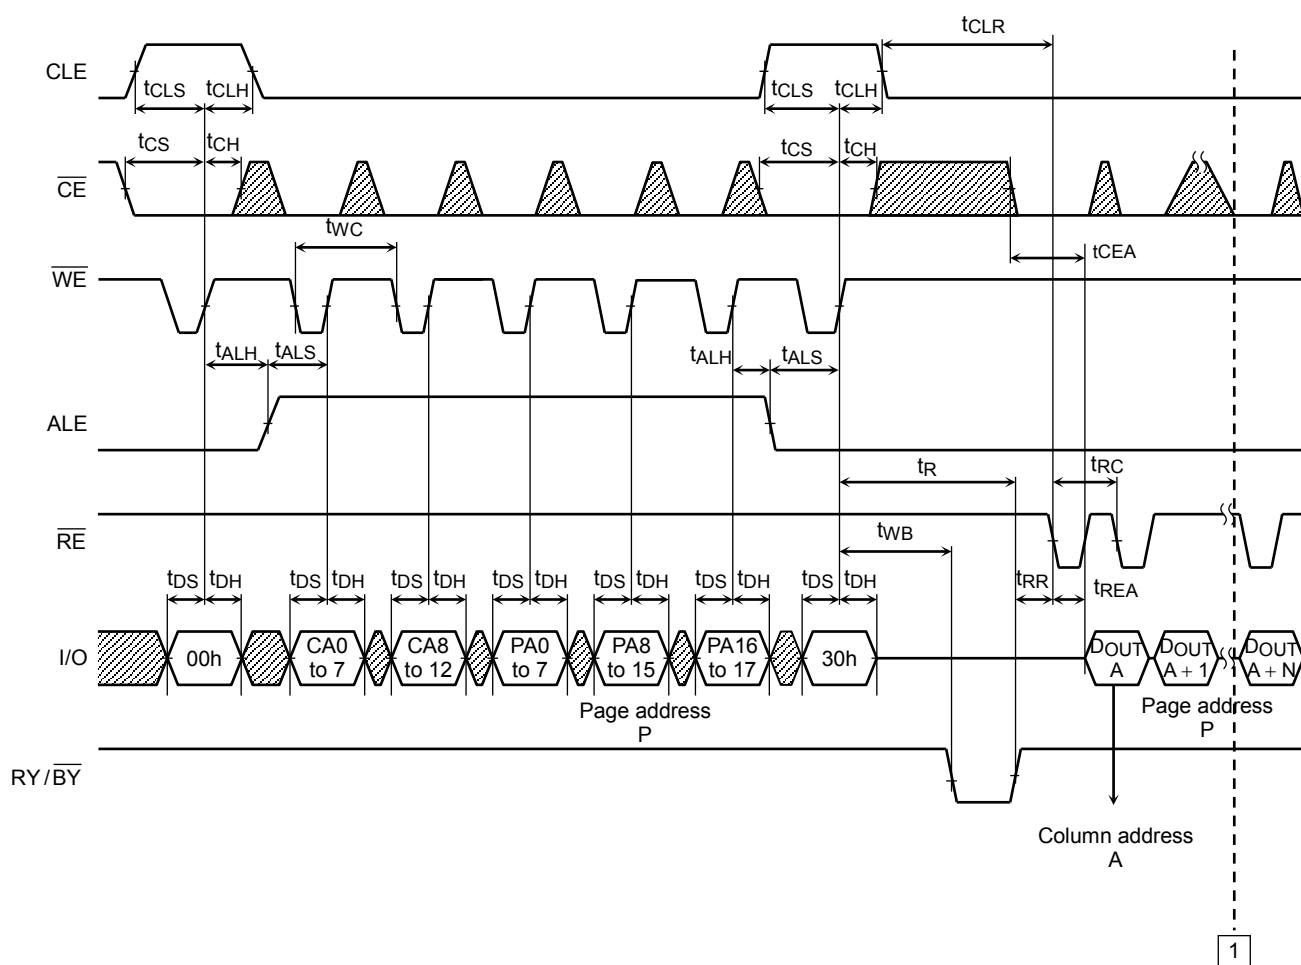 tCLR
CLE
tCLS tCLH tCLS tCLH
tCS tCH tCS tCH
CE
tWC
tCEA
WE
tALH tALS tALH tALS
ALE
tR tRC
RE
tWB
tDS tDH tDS tDH tDS tDH tDS tDH tDS tDH tDS tDH tDS tDH tRR tREA
I/O 00h CA0 to 7 CA8 to 12 PA0 to 7 PA8 to 15 PA16 to 17 30h DOUT A DOUT A + 1 DOUT A + N
Page address P
Page address P
RY/BY
Column address
A
1